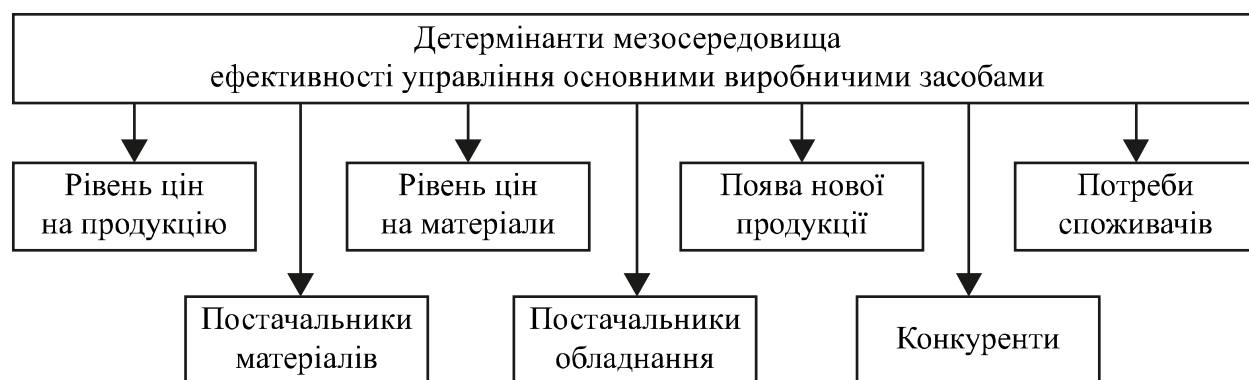 Детермінанти мезосередовища
ефективності управління основними виробничими засобами
Рівень цін
на продукцію
Рівень цін
на матеріали
Поява нової
продукції
Потреби
споживачів
Постачальники
матеріалів
Постачальники
обладнання
Конкуренти